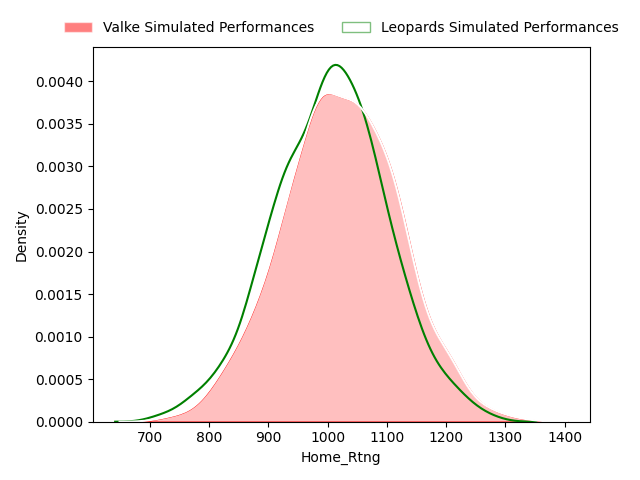 Valke Simulated Performances
Leopards Simulated Performances
0.0040
0.0035
0.0030
0.0025
0.0020
0.0015
0.0010
0.0005
0.0000
Density
700 800 900 1000 1100 1200 1300 1400
Home_Rtng